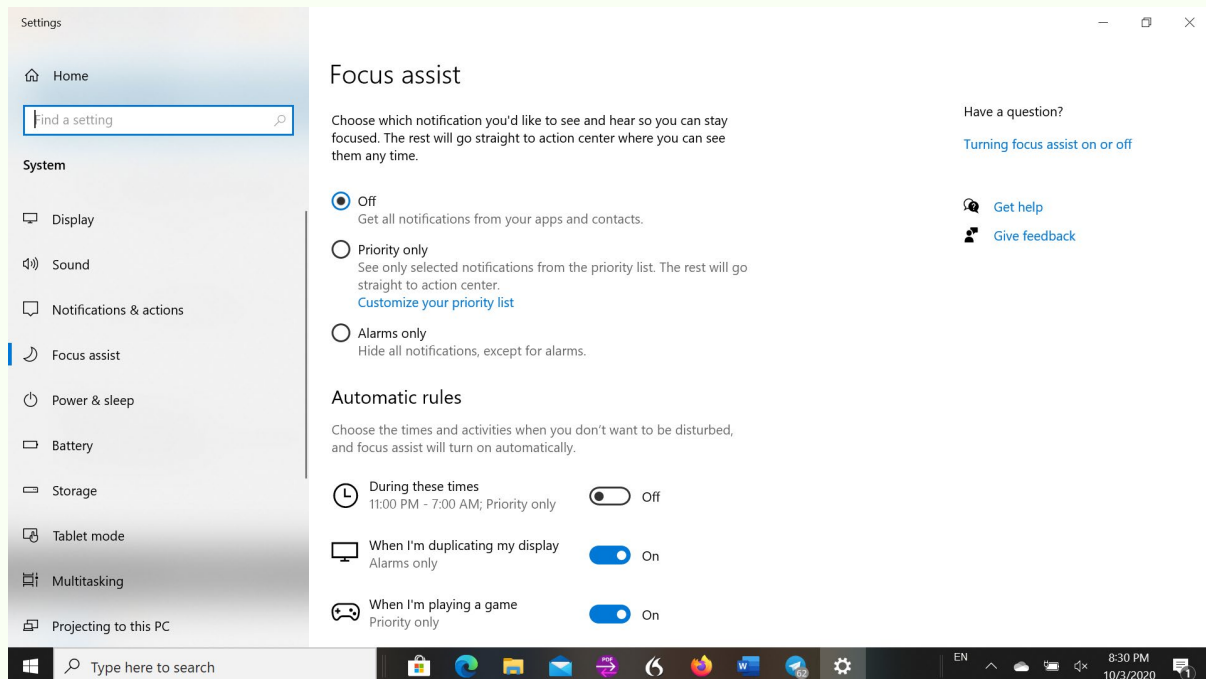 Settings
Home
Find a setting
System
Display
Sound
Notifications & actions
Focus assist
Power & sleep
Battery
Storage
Tablet mode
Multitasking
Projecting to this PC
Focus assist
Choose which notification you'd like to see and hear so you can stay
focused. The rest will go straight to action center where you can see
them any time.
Off
Get all notifications from your apps and contacts.
Priority only
See only selected notifications from the priority list. The rest will go
straight to action center.
Customize your priority list
Alarms only
Hide all notifications, except for alarms.
Automatic rules
Choose the times and activities when you don't want to be disturbed,
and focus assist will turn on automatically.
During these times
11:00 PM - 7:00 AM; Priority only
Off
When I'm duplicating my display
Alarms only
On
When I'm playing a game
Priority only
On
Have a question?
Turning focus assist on or off
Get help
Give feedback
Type here to search
PDF
W
62
EN
8:30 PM
10/3/2020
1